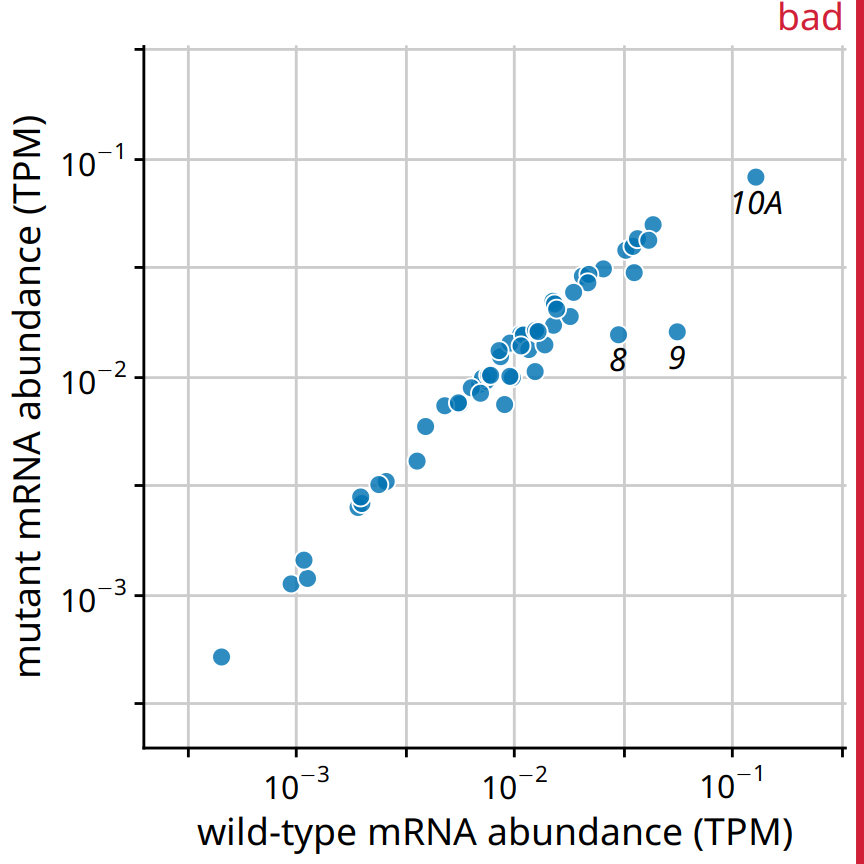 bad
mutant mRNA abundance (TPM)
10⁻¹
10⁻²
10⁻³
10A
8
9
10⁻³
10⁻²
10⁻¹
wild-type mRNA abundance (TPM)